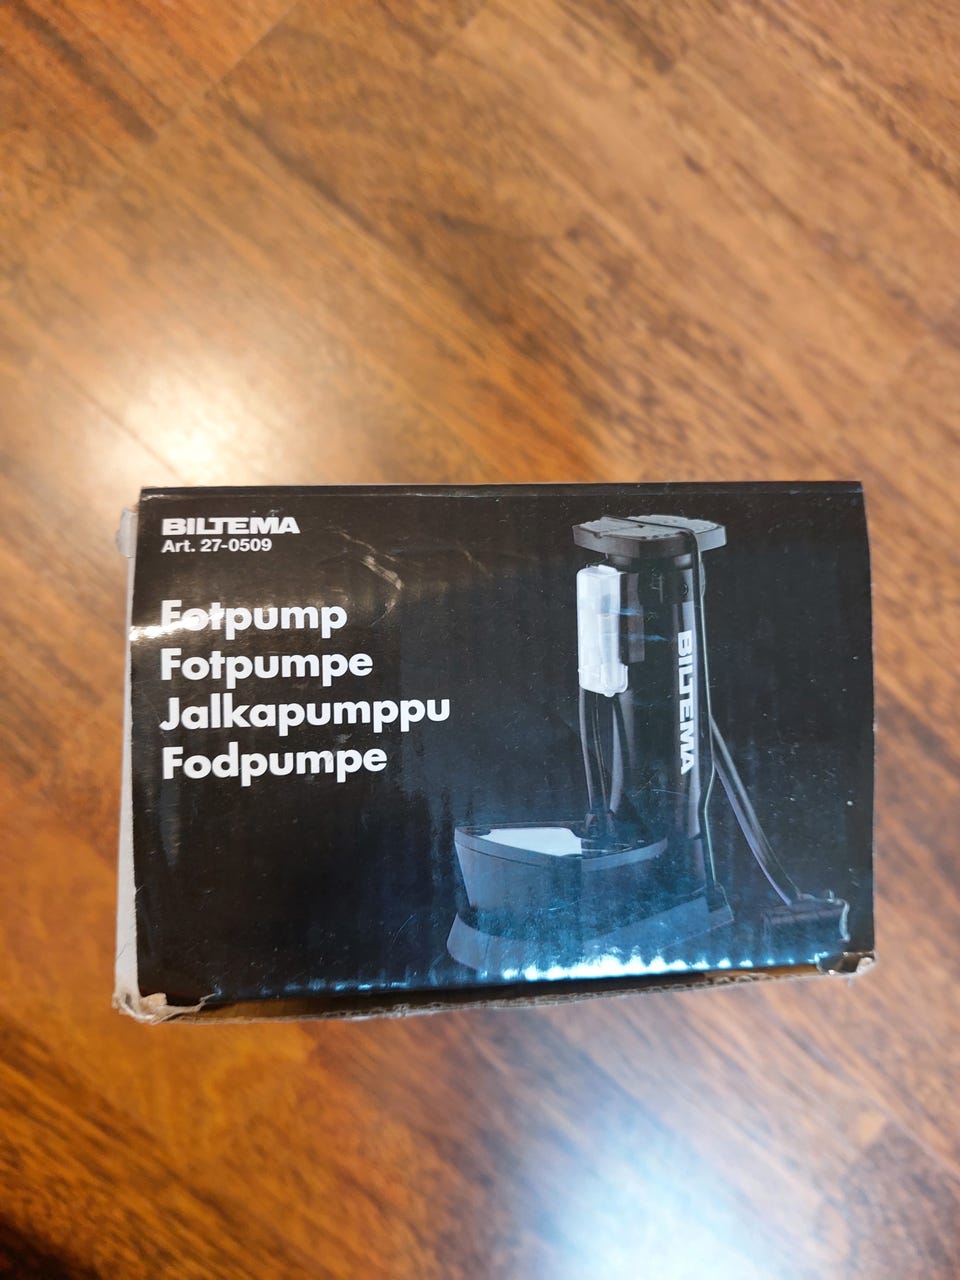 BILTEMA
Art. 27-0509
Fotpump
Fotpumpe
Jalkapumppu
Fodpumpe
BILTEMA